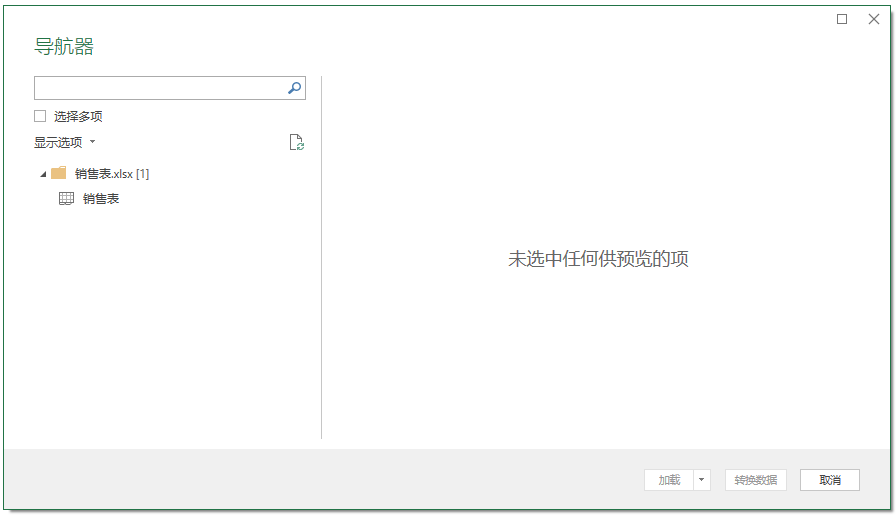 导航器
选择多项
显示选项
销售表.xlsx [1]
销售表
未选中任何供预览的项
加载
转换数据
取消